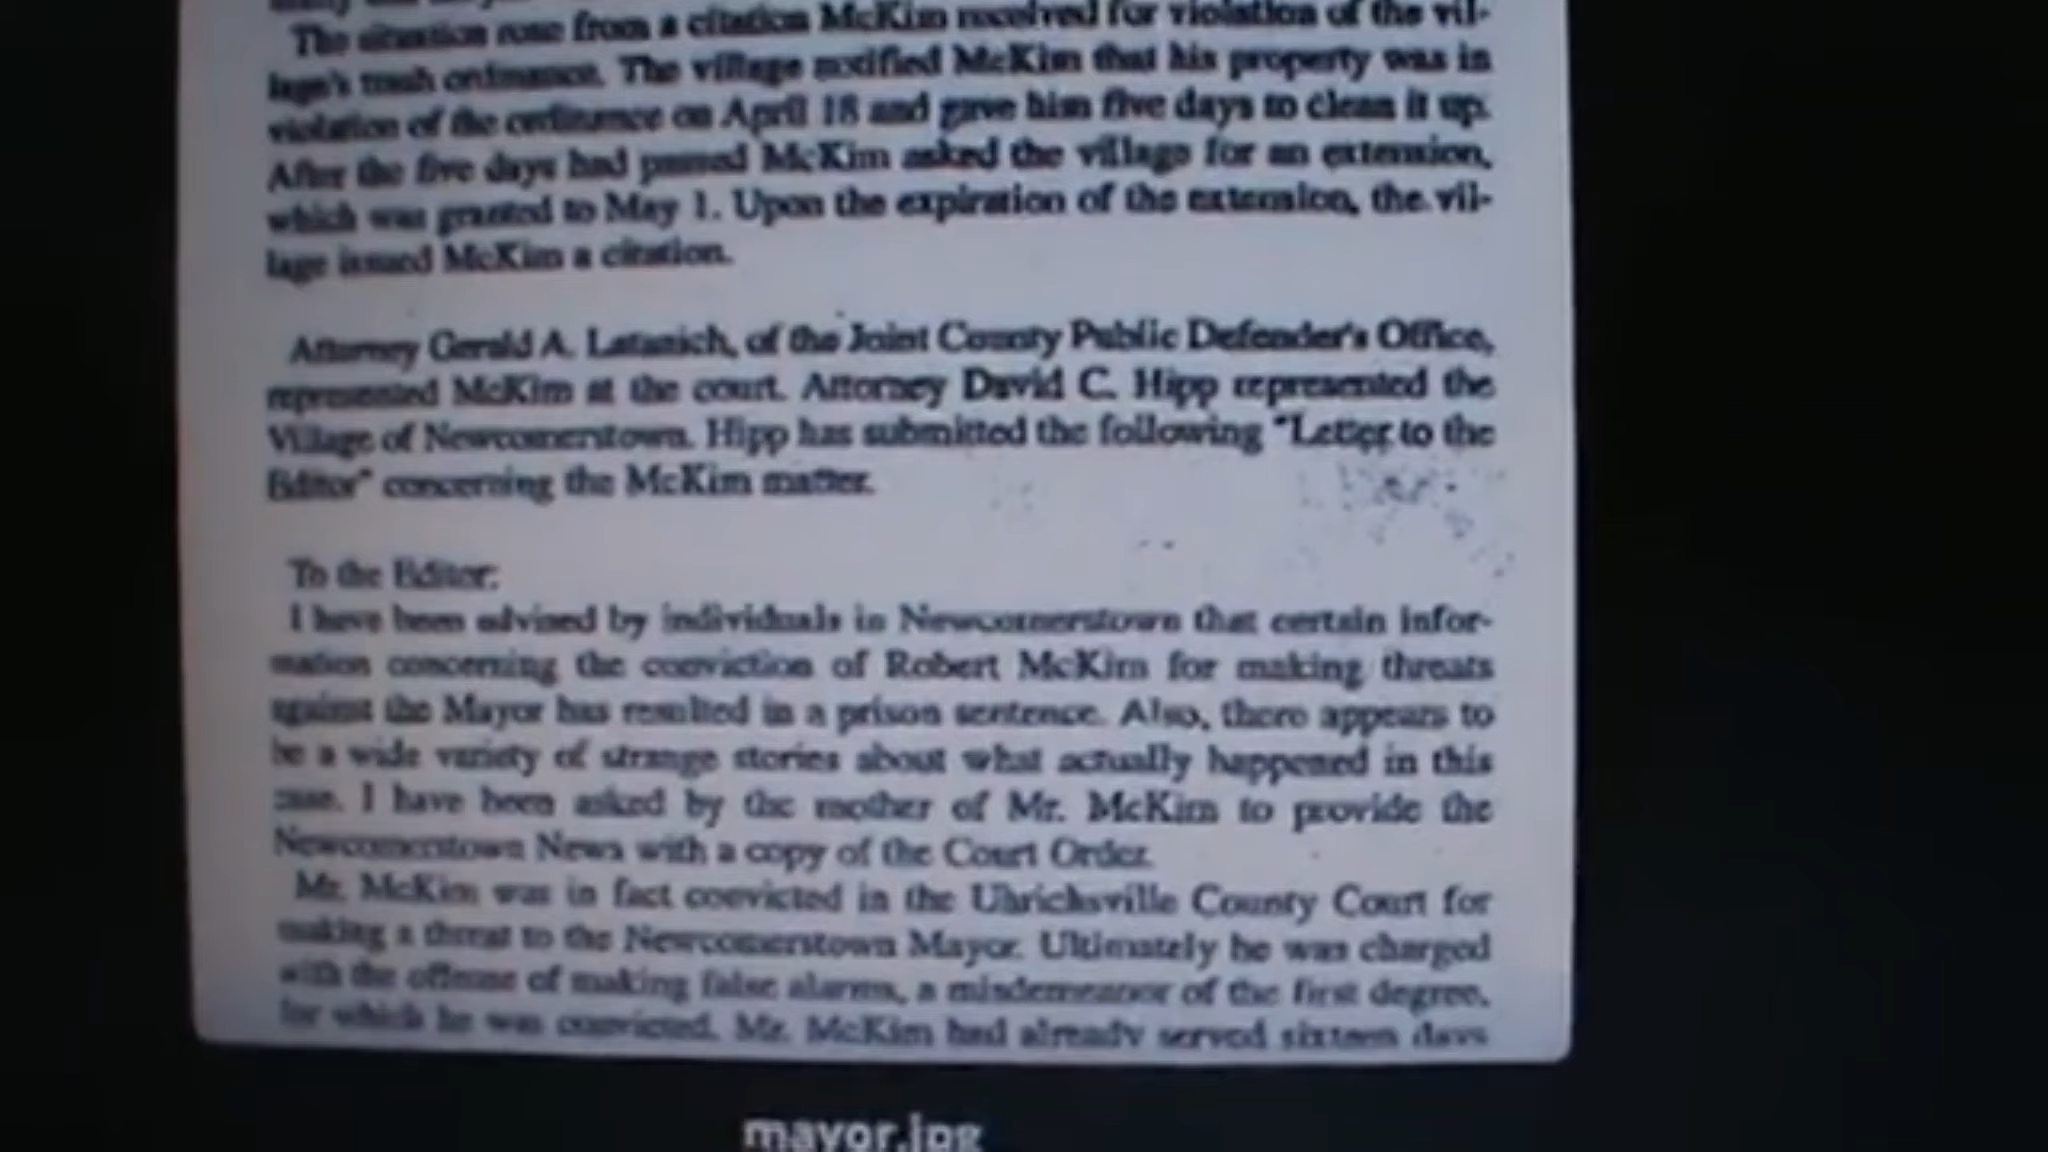 The situation rose from a citation McKim received for violation of the vil-
lage's trash ordinance. The village notified McKim that his property was in
violation of the ordinance on April 18 and gave him five days to clean it up.
After the five days had passed McKim asked the village for an extension,
which was granted to May 1. Upon the expiration of the extension, the vil-
lage issued McKim a citation.
Attorney Gerald A. Latanich, of the Joint County Public Defender's Office,
represented McKim at the court. Attorney David C. Hipp represented the
Village of Newcomerstown. Hipp has submitted the following "Letter to the
Editor" concerning the McKim matter.
To the Editor:
I have been advised by individuals in Newcomerstown that certain infor-
mation concerning the conviction of Robert McKim for making threats
against the Mayor has resulted in a prison sentence. Also, there appears to
be a wide variety of strange stories about what actually happened in this
case. I have been asked by the mother of Mr. McKim to provide the
Newcomerstown News with a copy of the Court Order.
Mr. McKim was in fact convicted in the Uhrichsville County Court for
making a threat to the Newcomerstown Mayor. Ultimately he was charged
with the offense of making false alarms, a misdemeanor of the first degree,
for which he was convicted. Mr. McKim had already served sixteen days
mayor.jpg